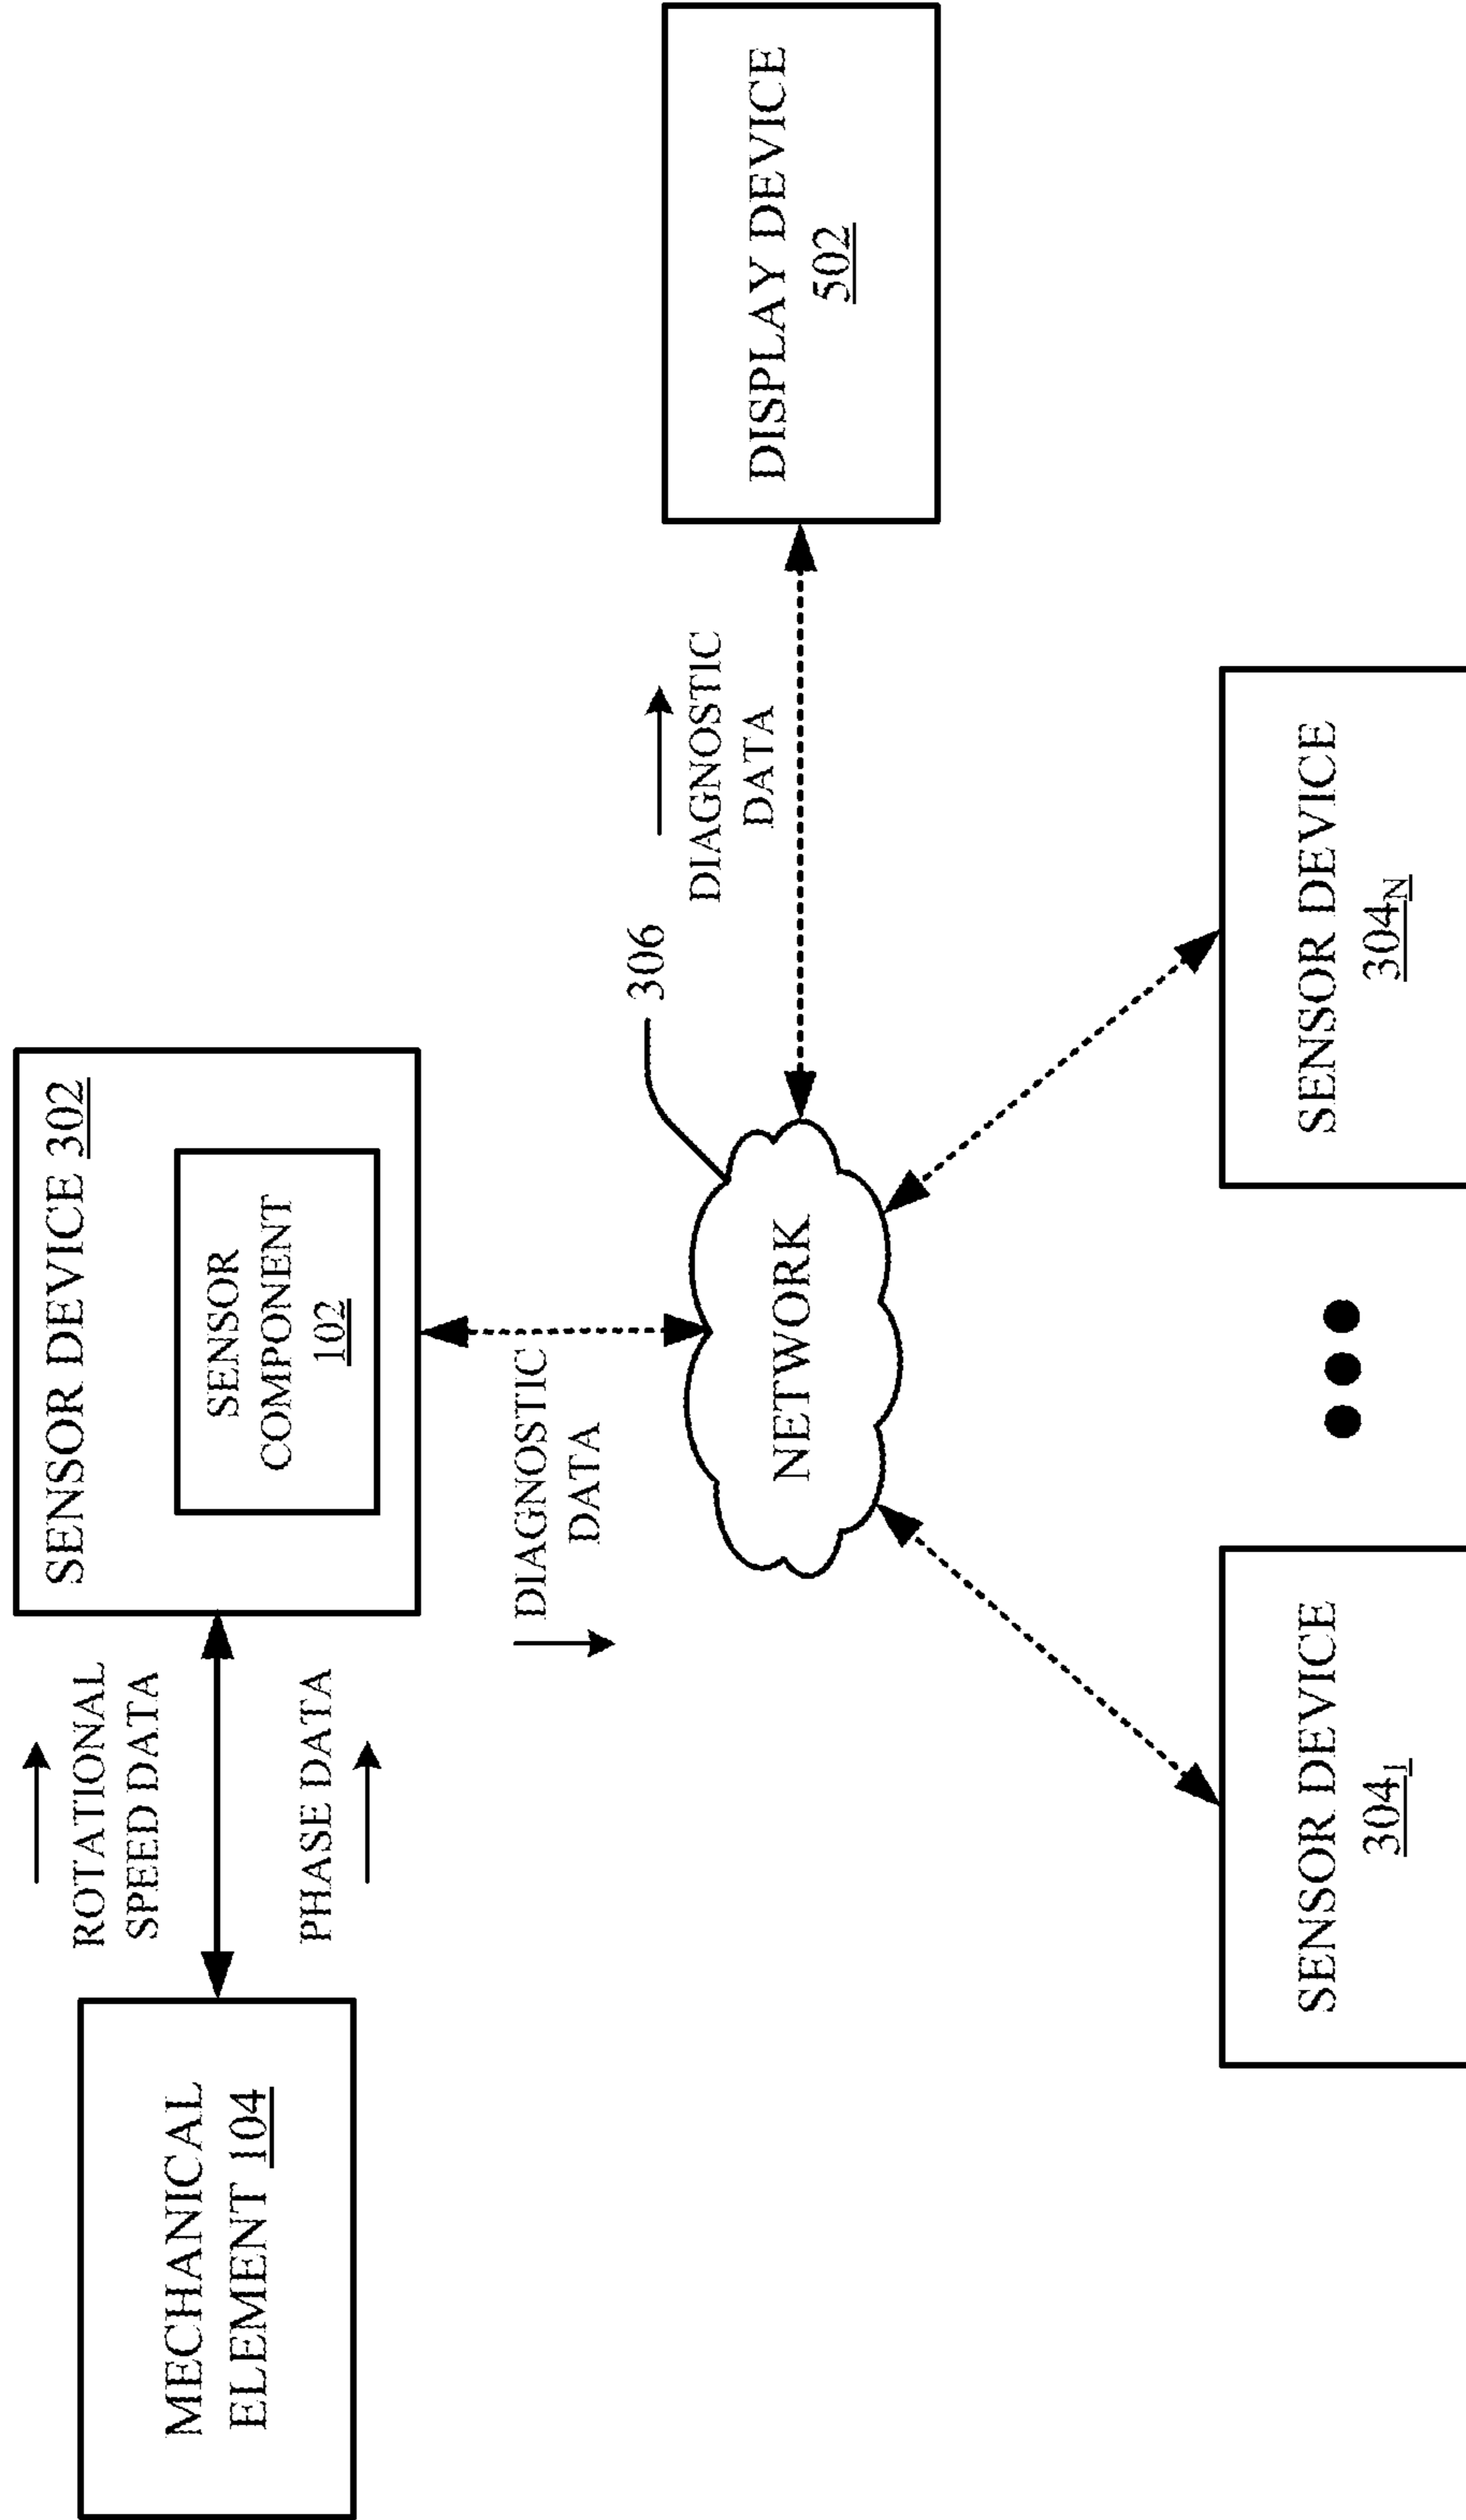 SENSOR DEVICE 302
SENSOR
COMPONENT
102
ROTATIONAL
SPEED DATA
PHASE DATA
MECHANICAL
ELEMENT 104
DIAGNOSTIC
DATA
306
DIAGNOSTIC
DATA
NETWORK
DISPLAY DEVICE
502
SENSOR DEVICE
304₁
SENSOR DEVICE
304N